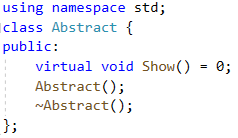 using namespace std;
class Abstract {
public:
    virtual void Show() = 0;
    Abstract();
    ~Abstract();
};